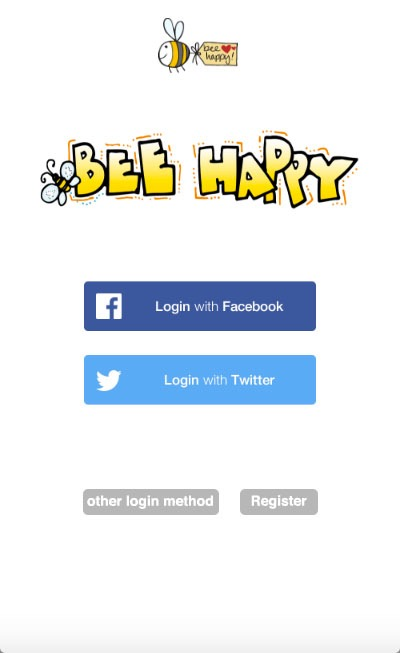 bee
happy!
BEE HAPPY
Login with Facebook
Login with Twitter
other login method
Register